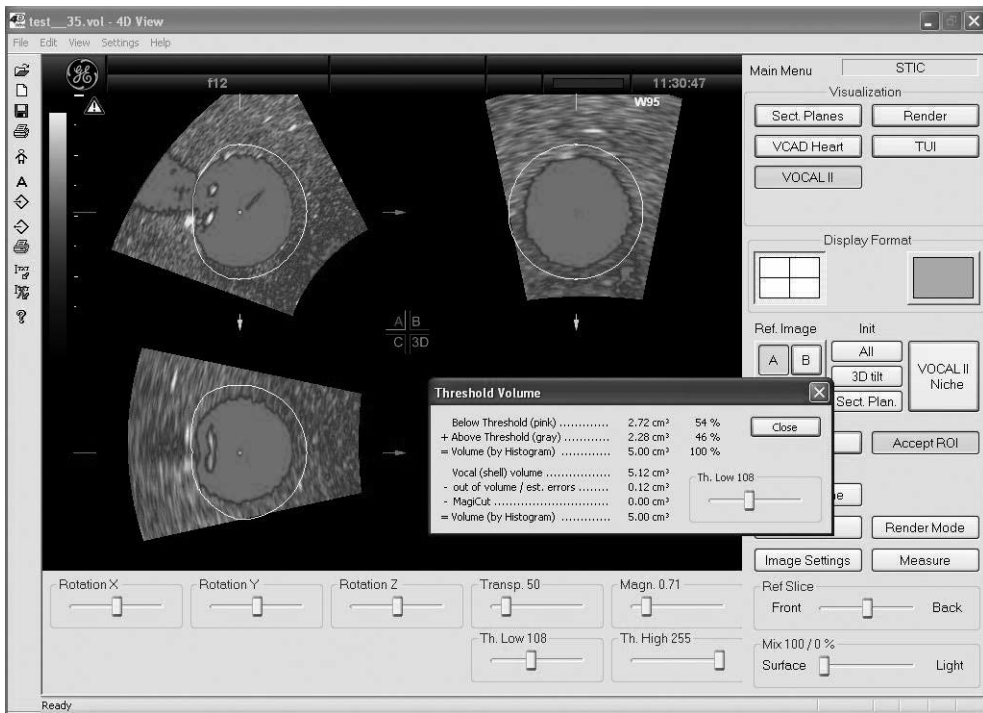 test__35.vol - 4D View
File Edit View Settings Help
f12
11:30:47
W95
A B
C 3D
Main Menu STIC
Visualization
Sect. Planes Render
VCAD Heart TUI
VOCAL II
Display Format
Ref. Image Init
A B All
3D tilt
Sect. Plan.
VOCAL II
Niche
Accept ROI
Render Mode
Image Settings Measure
Ref Slice
Front Back
Mix 100 / 0 %
Surface Light
Threshold Volume
Below Threshold (pink) ............. 2.72 cm³ 54 %
+ Above Threshold (gray) ........... 2.28 cm³ 46 %
= Volume (by Histogram) ............ 5.00 cm³ 100 %
Vocal (shell) volume ................. 5.12 cm³
- out of volume / est. errors ........ 0.12 cm³
- MagiCut ............................. 0.00 cm³
= Volume (by Histogram) ............ 5.00 cm³
Close
Th. Low 108
Rotation X Rotation Y Rotation Z Transp. 50 Magn. 0.71
Th. Low 108 Th. High 255
Ready